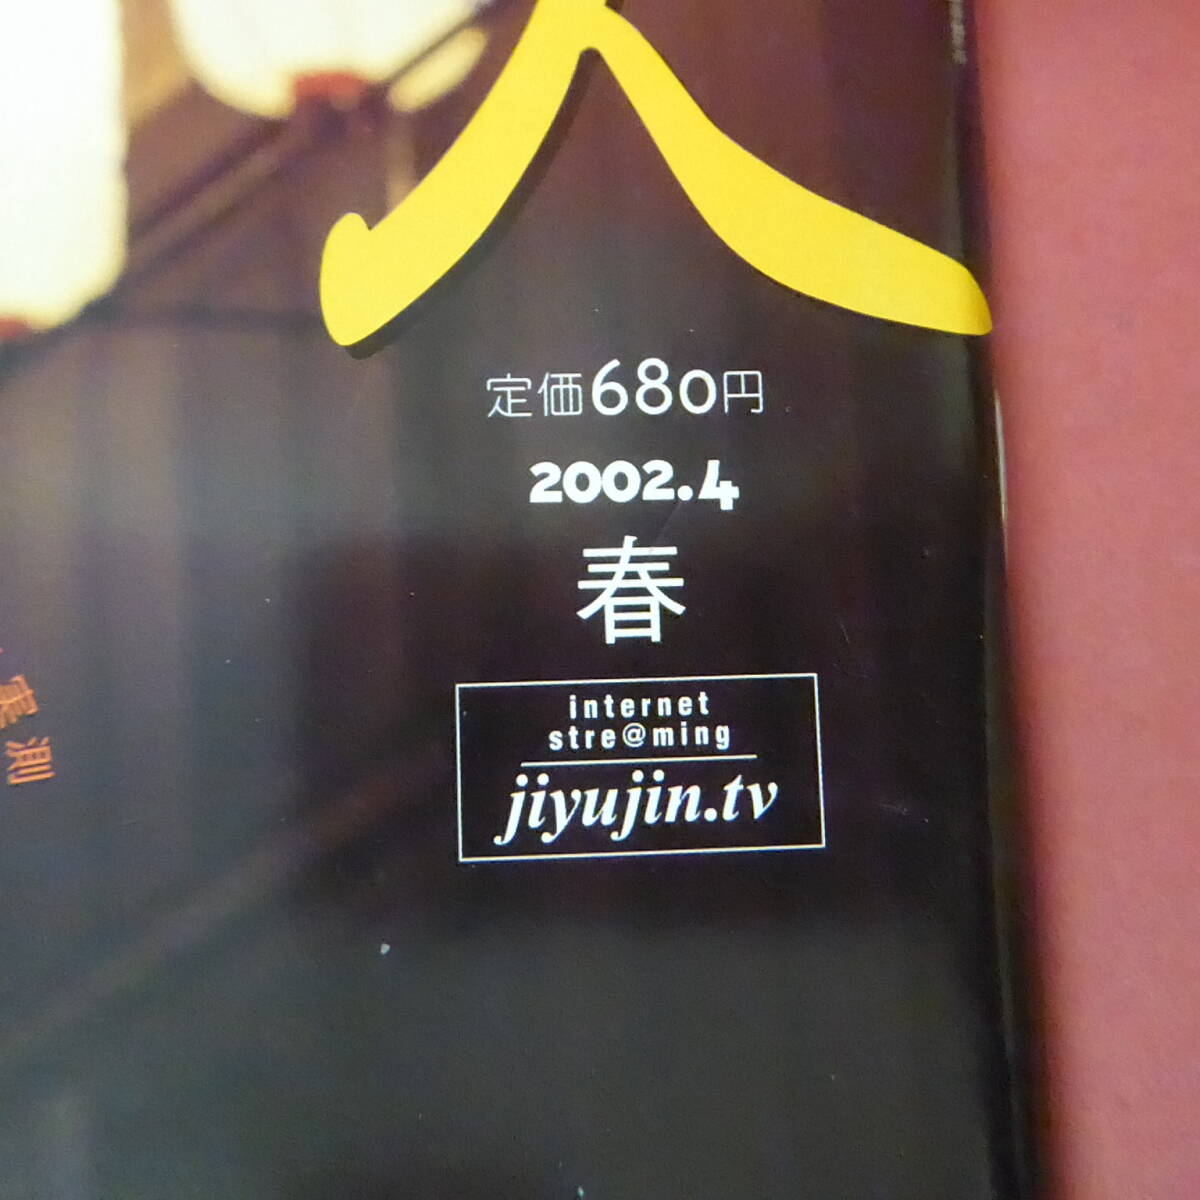 人
定価680円
2002.4
春
internet
stre@ming
jiyujin.tv